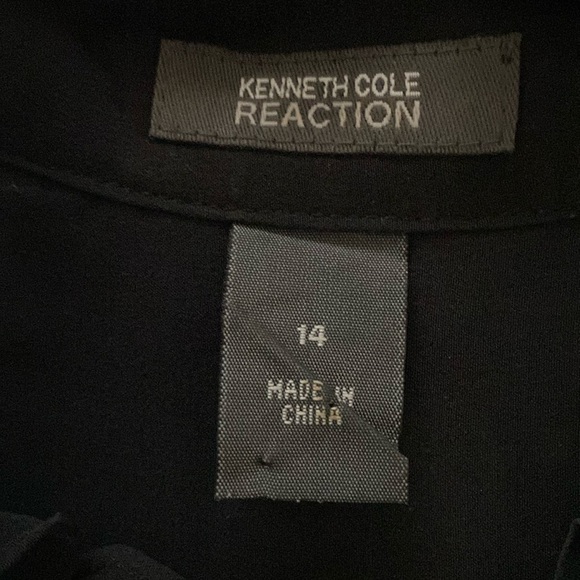 KENNETH COLE
REACTION
14
MADE IN
CHINA